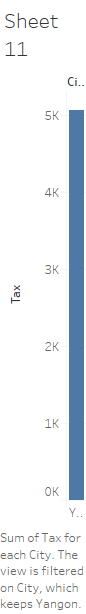 Sheet
11
Ci..
5K
4K
3K
2K
1K
0K
Tax
Y..
Sum of Tax for
each City. The
view is filtered
on City, which
keeps Yangon.